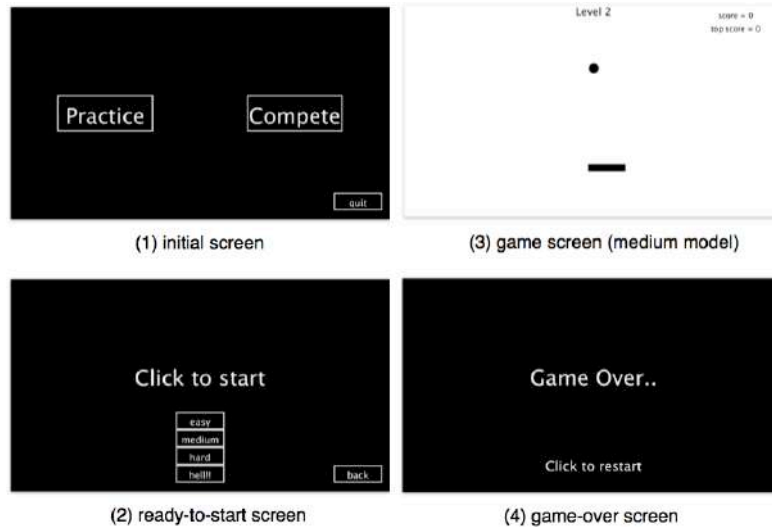 Practice
Compete
quit
(1) initial screen
Level 2
score = 0
top score = 0
(3) game screen (medium model)
Click to start
easy
medium
hard
hell!!
back
(2) ready-to-start screen
Game Over..
Click to restart
(4) game-over screen